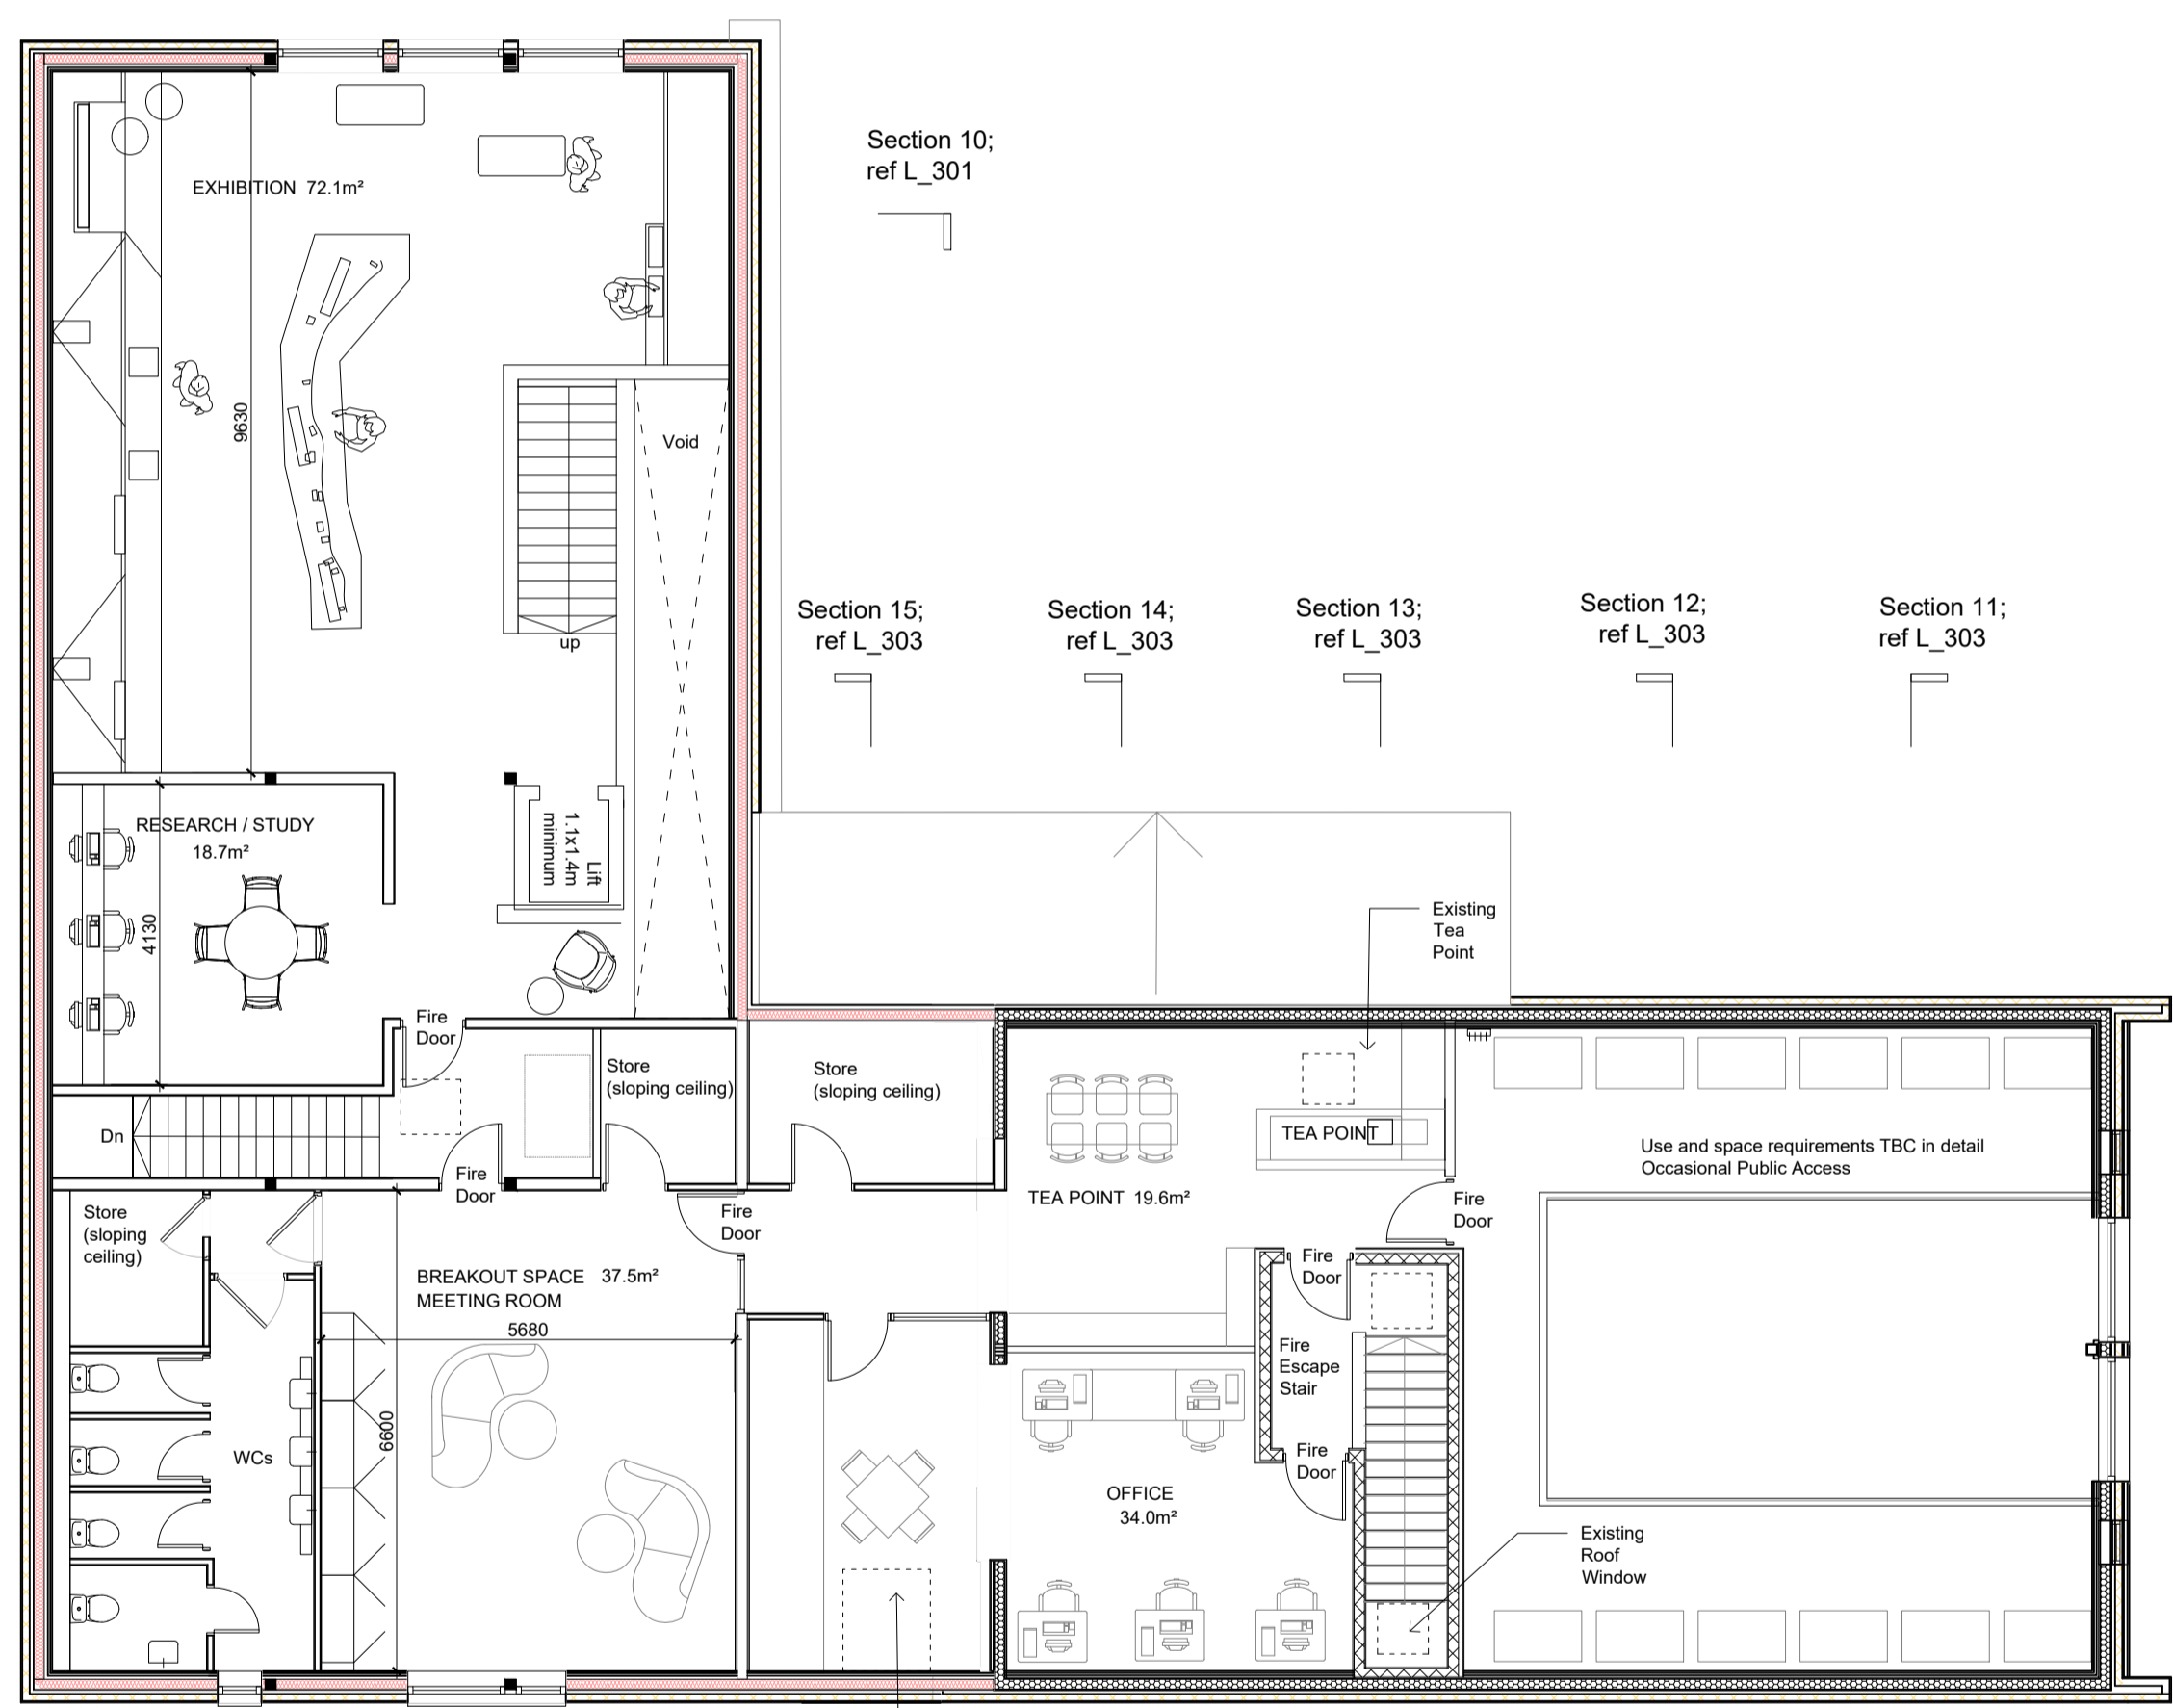 Section 10;
ref L_301
EXHIBITION 72.1m²
9630
Void
up
Section 15;
ref L_303
Section 14;
ref L_303
Section 13;
ref L_303
Section 12;
ref L_303
Section 11;
ref L_303
RESEARCH / STUDY
18.7m²
4130
Lift
1.1x1.4m
minimum
Existing
Tea
Point
Fire
Door
Store
(sloping ceiling)
Store
(sloping ceiling)
Dn
Fire
Door
TEA POINT
Use and space requirements TBC in detail
Occasional Public Access
TEA POINT 19.6m²
Store
(sloping
ceiling)
Fire
Door
Fire
Door
Fire
Door
BREAKOUT SPACE 37.5m²
MEETING ROOM
5680
6600
Fire
Escape
Stair
WCs
Fire
Door
OFFICE
34.0m²
Existing
Roof
Window